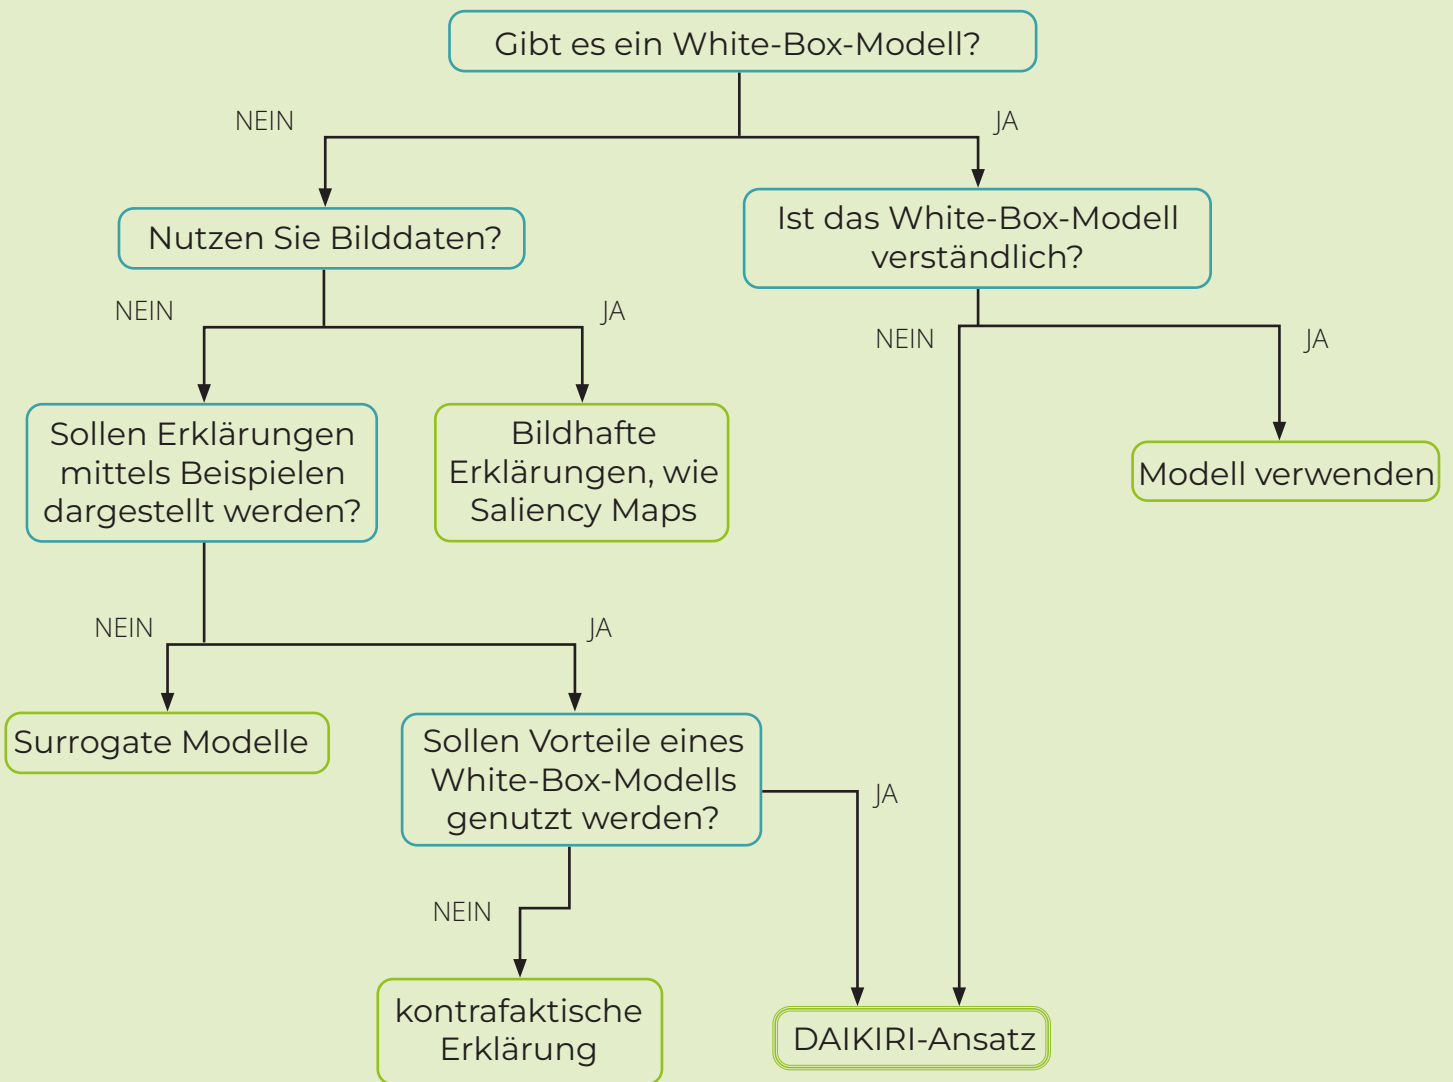 Gibt es ein White-Box-Modell?
NEIN
JA
Nutzen Sie Bilddaten?
Ist das White-Box-Modell
verständlich?
NEIN
JA
NEIN
JA
Sollen Erklärungen
mittels Beispielen
dargestellt werden?
Bildhafte
Erklärungen, wie
Saliency Maps
Modell verwenden
NEIN
JA
Surrogate Modelle
Sollen Vorteile eines
White-Box-Modells
genutzt werden?
JA
NEIN
kontrafaktische
Erklärung
DAIKIRI-Ansatz